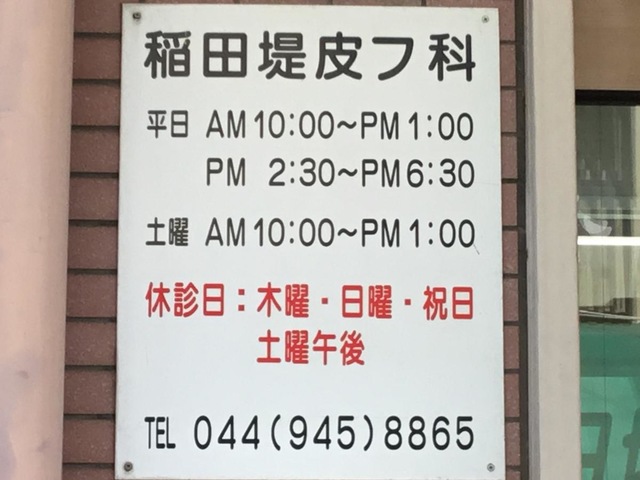 稲田堤皮フ科
平日 AM10:00~PM1:00
PM 2:30~PM6:30
土曜 AM10:00~PM1:00
休診日:木曜・日曜・祝日
土曜午後
TEL 044(945)8865